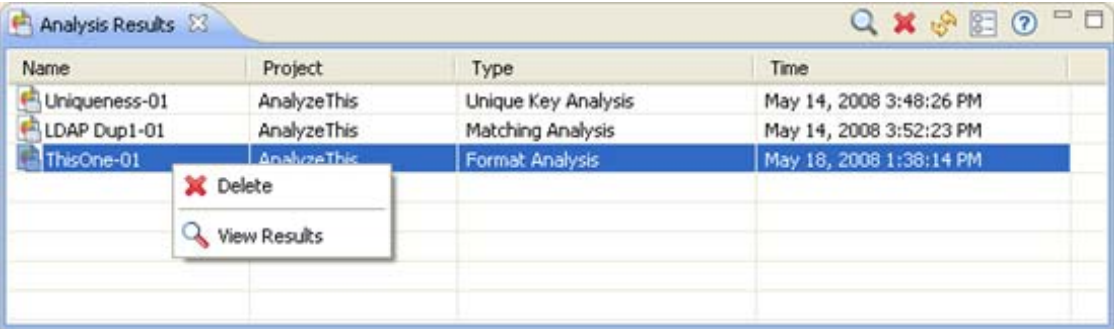 Analysis Results
Name Project Type Time
Uniqueness-01 AnalyzeThis Unique Key Analysis May 14, 2008 3:48:26 PM
LDAP Dup1-01 AnalyzeThis Matching Analysis May 14, 2008 3:52:23 PM
ThisOne-01 AnalyzeThis Format Analysis May 18, 2008 1:38:14 PM
Delete
View Results